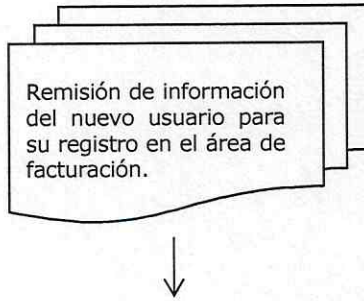 Remisión de información
del nuevo usuario para
su registro en el área de
facturación.